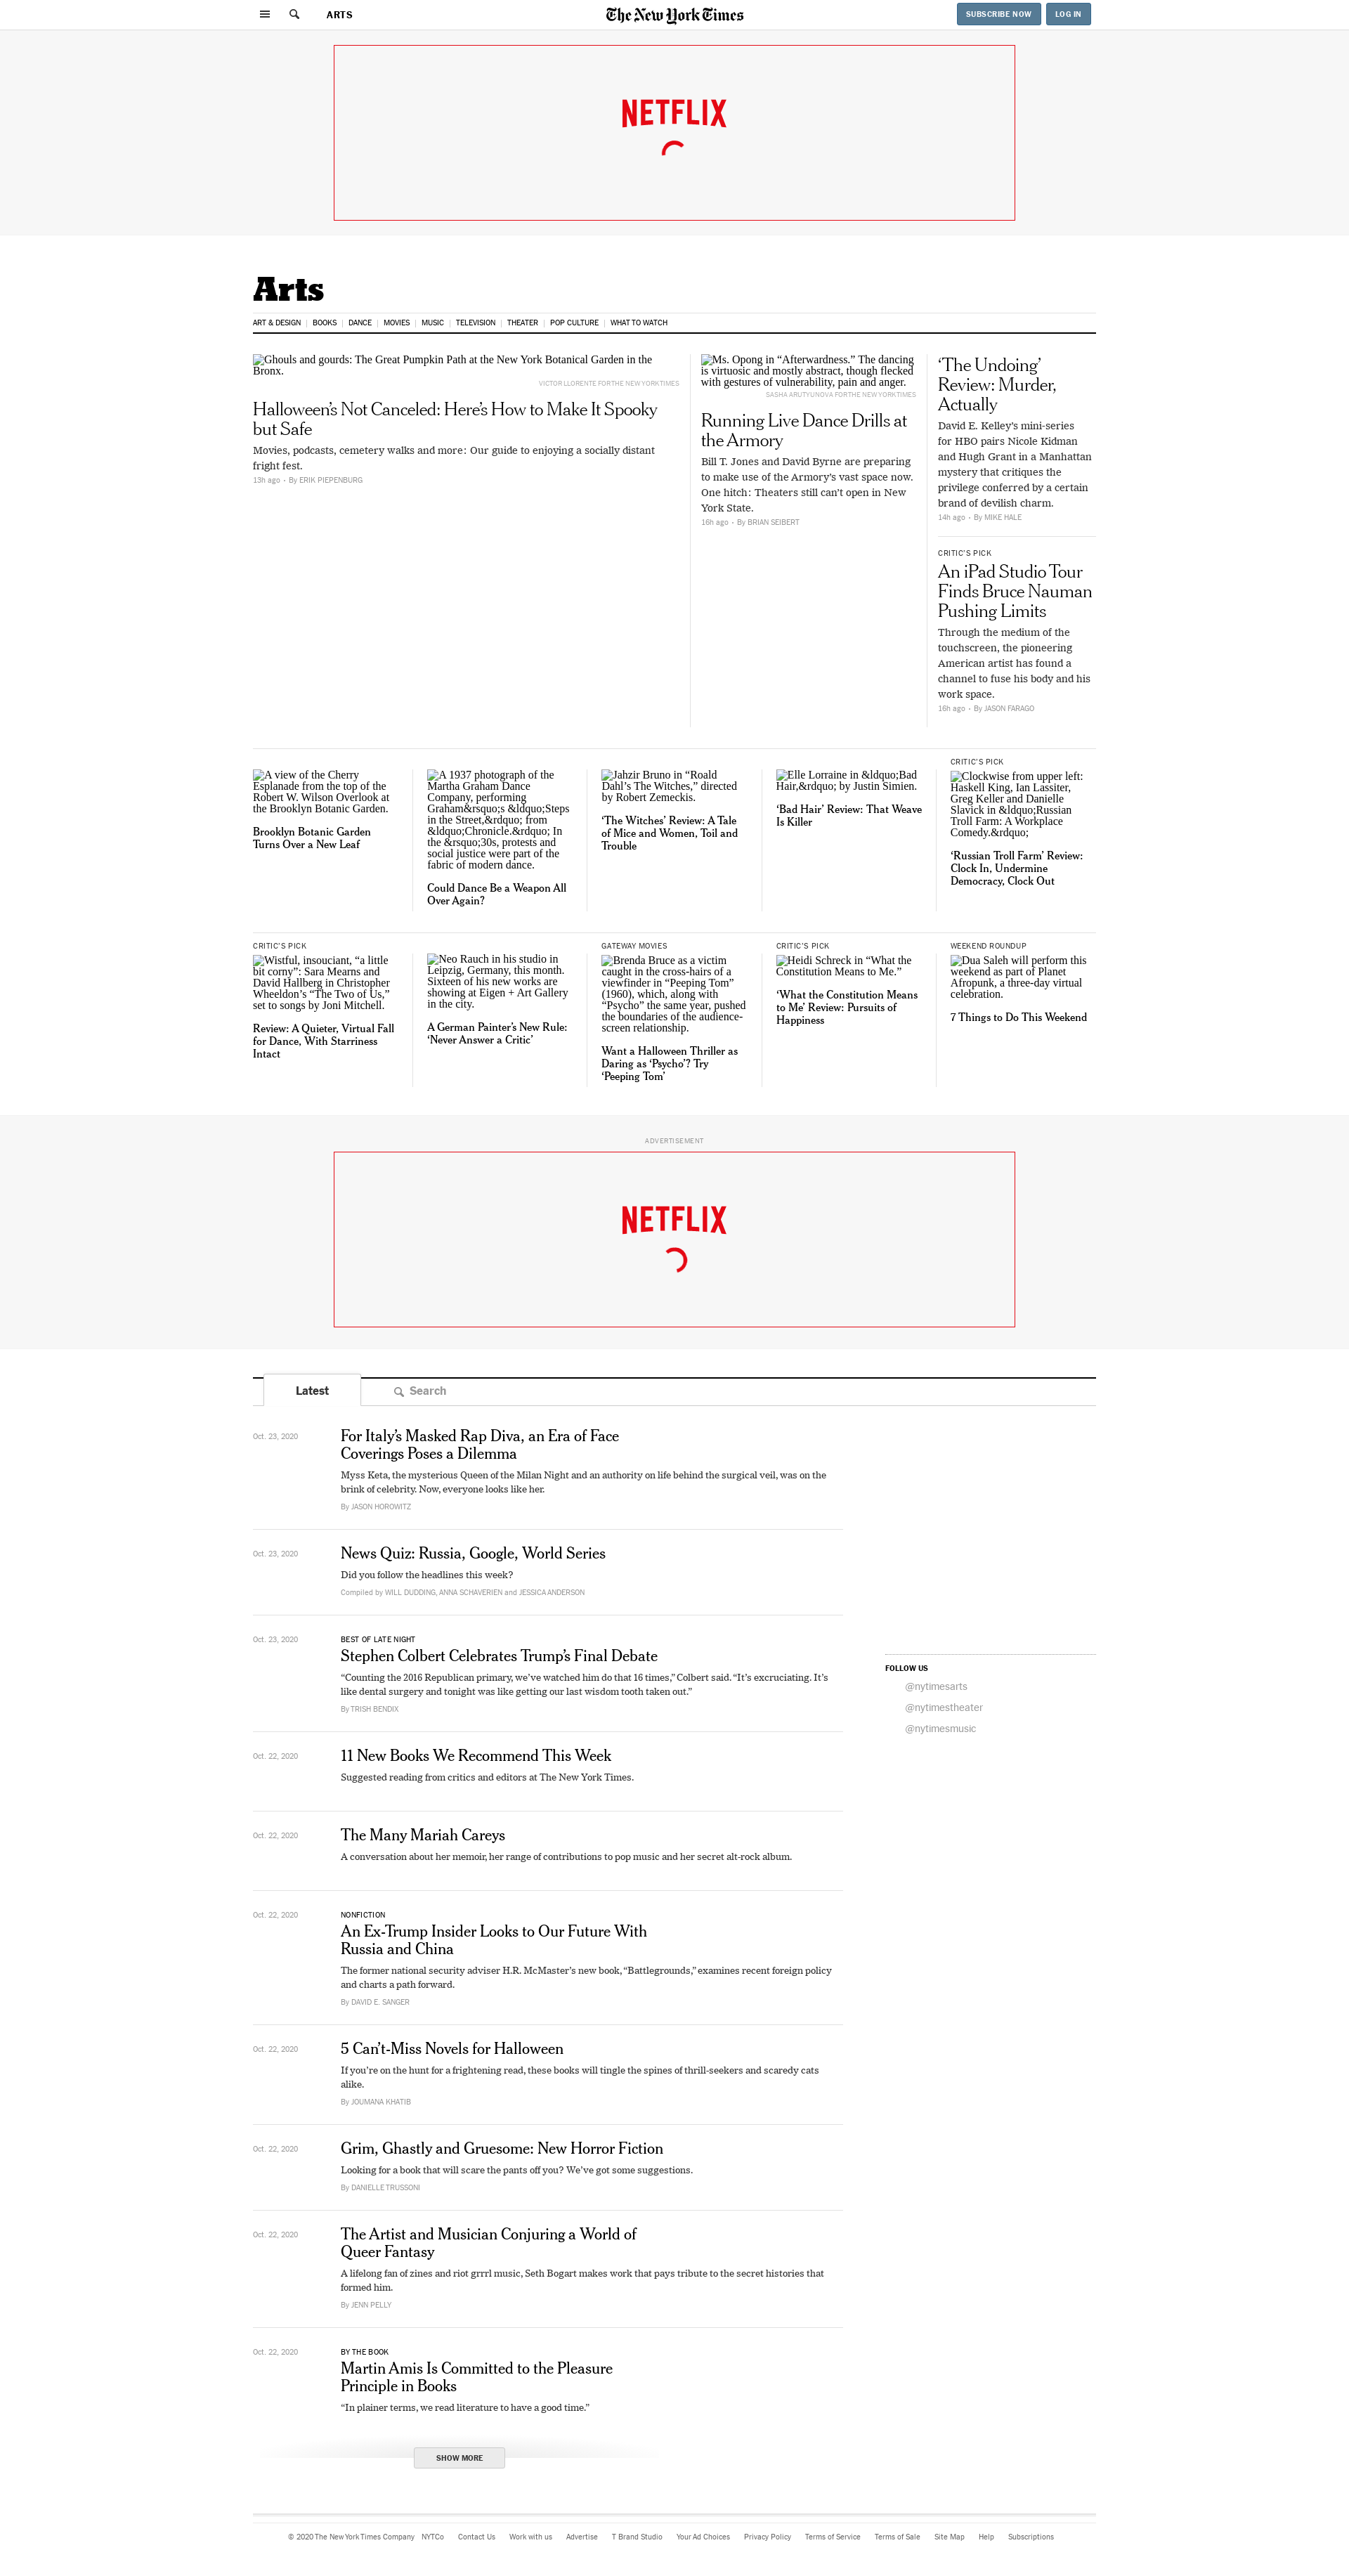 ARTS
The New York Times
SUBSCRIBE NOW
LOG IN
NETFLIX
Arts
ART & DESIGN
BOOKS
DANCE
MOVIES
MUSIC
TELEVISION
THEATER
POP CULTURE
WHAT TO WATCH
Ghouls and gourds: The Great Pumpkin Path at the New York Botanical Garden in the
Bronx.
VICTOR LLORENTE FOR THE NEW YORK TIMES
Halloween’s Not Canceled: Here’s How to Make It Spooky
but Safe
Movies, podcasts, cemetery walks and more: Our guide to enjoying a socially distant
fright fest.
13h ago • By ERIK PIEPENBURG
Ms. Opong in “Afterwardness.” The dancing
is virtuosic and mostly abstract, though flecked
with gestures of vulnerability, pain and anger.
SASHA ARUTYUNOVA FOR THE NEW YORK TIMES
Running Live Dance Drills at
the Armory
Bill T. Jones and David Byrne are preparing
to make use of the Armory’s vast space now.
One hitch: Theaters still can’t open in New
York State.
16h ago • By BRIAN SEIBERT
‘The Undoing’
Review: Murder,
Actually
David E. Kelley’s mini-series
for HBO pairs Nicole Kidman
and Hugh Grant in a Manhattan
mystery that critiques the
privilege conferred by a certain
brand of devilish charm.
14h ago • By MIKE HALE
CRITIC’S PICK
An iPad Studio Tour
Finds Bruce Nauman
Pushing Limits
Through the medium of the
touchscreen, the pioneering
American artist has found a
channel to fuse his body and his
work space.
16h ago • By JASON FARAGO
A view of the Cherry
Esplanade from the top of the
Robert W. Wilson Overlook at
the Brooklyn Botanic Garden.
Brooklyn Botanic Garden
Turns Over a New Leaf
A 1937 photograph of the
Martha Graham Dance
Company, performing
Graham&rsquo;s &ldquo;Steps
in the Street,&rdquo; from
&ldquo;Chronicle.&rdquo; In
the &rsquo;30s, protests and
social justice were part of the
fabric of modern dance.
Could Dance Be a Weapon All
Over Again?
Jahzir Bruno in “Roald
Dahl’s The Witches,” directed
by Robert Zemeckis.
‘The Witches’ Review: A Tale
of Mice and Women, Toil and
Trouble
Elle Lorraine in &ldquo;Bad
Hair,&rdquo; by Justin Simien.
‘Bad Hair’ Review: That Weave
Is Killer
CRITIC’S PICK
Clockwise from upper left:
Haskell King, Ian Lassiter,
Greg Keller and Danielle
Slavick in &ldquo;Russian
Troll Farm: A Workplace
Comedy.&rdquo;
‘Russian Troll Farm’ Review:
Clock In, Undermine
Democracy, Clock Out
CRITIC’S PICK
Wistful, insouciant, “a little
bit corny”: Sara Mearns and
David Hallberg in Christopher
Wheeldon’s “The Two of Us,”
set to songs by Joni Mitchell.
Review: A Quieter, Virtual Fall
for Dance, With Starriness
Intact
Neo Rauch in his studio in
Leipzig, Germany, this month.
Sixteen of his new works are
showing at Eigen + Art Gallery
in the city.
A German Painter’s New Rule:
‘Never Answer a Critic’
GATEWAY MOVIES
Brenda Bruce as a victim
caught in the cross-hairs of a
viewfinder in “Peeping Tom”
(1960), which, along with
“Psycho” the same year, pushed
the boundaries of the audience-
screen relationship.
Want a Halloween Thriller as
Daring as ‘Psycho’? Try
‘Peeping Tom’
CRITIC’S PICK
Heidi Schreck in “What the
Constitution Means to Me.”
‘What the Constitution Means
to Me’ Review: Pursuits of
Happiness
WEEKEND ROUNDUP
Dua Saleh will perform this
weekend as part of Planet
Afropunk, a three-day virtual
celebration.
7 Things to Do This Weekend
ADVERTISEMENT
NETFLIX
Latest
Search
Oct. 23, 2020
For Italy’s Masked Rap Diva, an Era of Face
Coverings Poses a Dilemma
Myss Keta, the mysterious Queen of the Milan Night and an authority on life behind the surgical veil, was on the
brink of celebrity. Now, everyone looks like her.
By JASON HOROWITZ
Oct. 23, 2020
News Quiz: Russia, Google, World Series
Did you follow the headlines this week?
Compiled by WILL DUDDING, ANNA SCHAVERIEN and JESSICA ANDERSON
Oct. 23, 2020
BEST OF LATE NIGHT
Stephen Colbert Celebrates Trump’s Final Debate
“Counting the 2016 Republican primary, we’ve watched him do that 16 times,” Colbert said. “It’s excruciating. It’s
like dental surgery and tonight was like getting our last wisdom tooth taken out.”
By TRISH BENDIX
FOLLOW US
@nytimesarts
@nytimestheater
@nytimesmusic
Oct. 22, 2020
11 New Books We Recommend This Week
Suggested reading from critics and editors at The New York Times.
Oct. 22, 2020
The Many Mariah Careys
A conversation about her memoir, her range of contributions to pop music and her secret alt-rock album.
Oct. 22, 2020
NONFICTION
An Ex-Trump Insider Looks to Our Future With
Russia and China
The former national security adviser H.R. McMaster’s new book, “Battlegrounds,” examines recent foreign policy
and charts a path forward.
By DAVID E. SANGER
Oct. 22, 2020
5 Can’t-Miss Novels for Halloween
If you’re on the hunt for a frightening read, these books will tingle the spines of thrill-seekers and scaredy cats
alike.
By JOUMANA KHATIB
Oct. 22, 2020
Grim, Ghastly and Gruesome: New Horror Fiction
Looking for a book that will scare the pants off you? We’ve got some suggestions.
By DANIELLE TRUSSONI
Oct. 22, 2020
The Artist and Musician Conjuring a World of
Queer Fantasy
A lifelong fan of zines and riot grrrl music, Seth Bogart makes work that pays tribute to the secret histories that
formed him.
By JENN PELLY
Oct. 22, 2020
BY THE BOOK
Martin Amis Is Committed to the Pleasure
Principle in Books
“In plainer terms, we read literature to have a good time.”
SHOW MORE
© 2020 The New York Times Company
NYTCo
Contact Us
Work with us
Advertise
T Brand Studio
Your Ad Choices
Privacy Policy
Terms of Service
Terms of Sale
Site Map
Help
Subscriptions